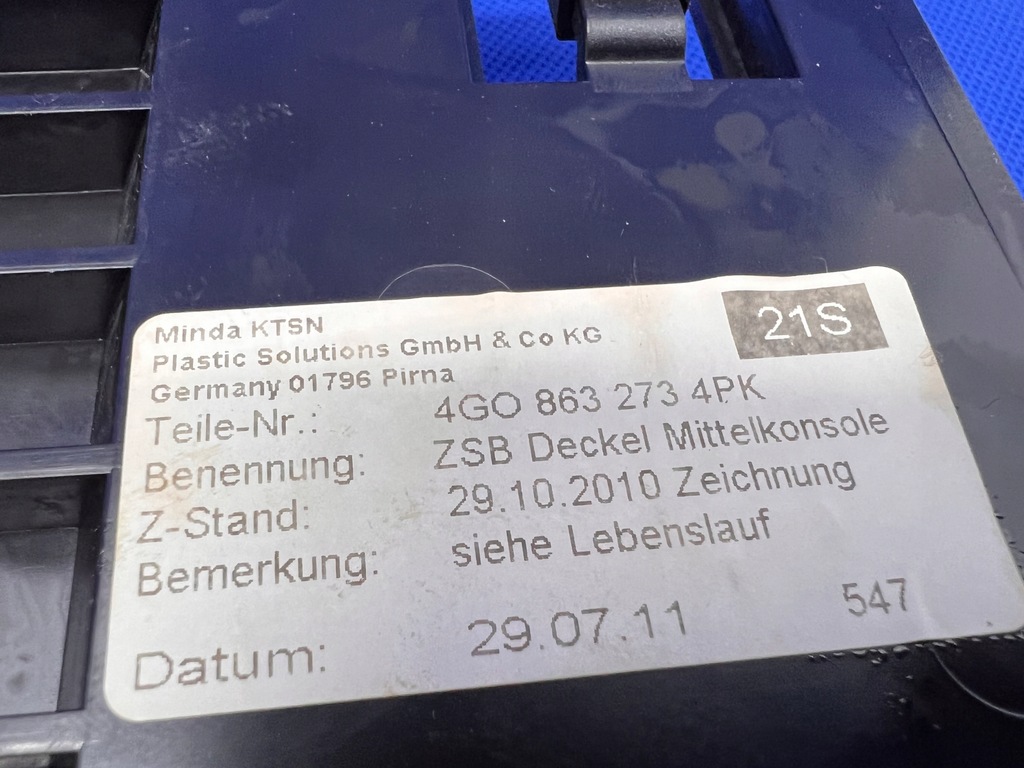 Minda KTSN
Plastic Solutions GmbH & Co KG
Germany 01796 Pirna
21S
Teile-Nr.: 4G0 863 273 4PK
Benennung: ZSB Deckel Mittelkonsole
Z-Stand: 29.10.2010 Zeichnung
Bemerkung: siehe Lebenslauf
Datum: 29.07.11 547